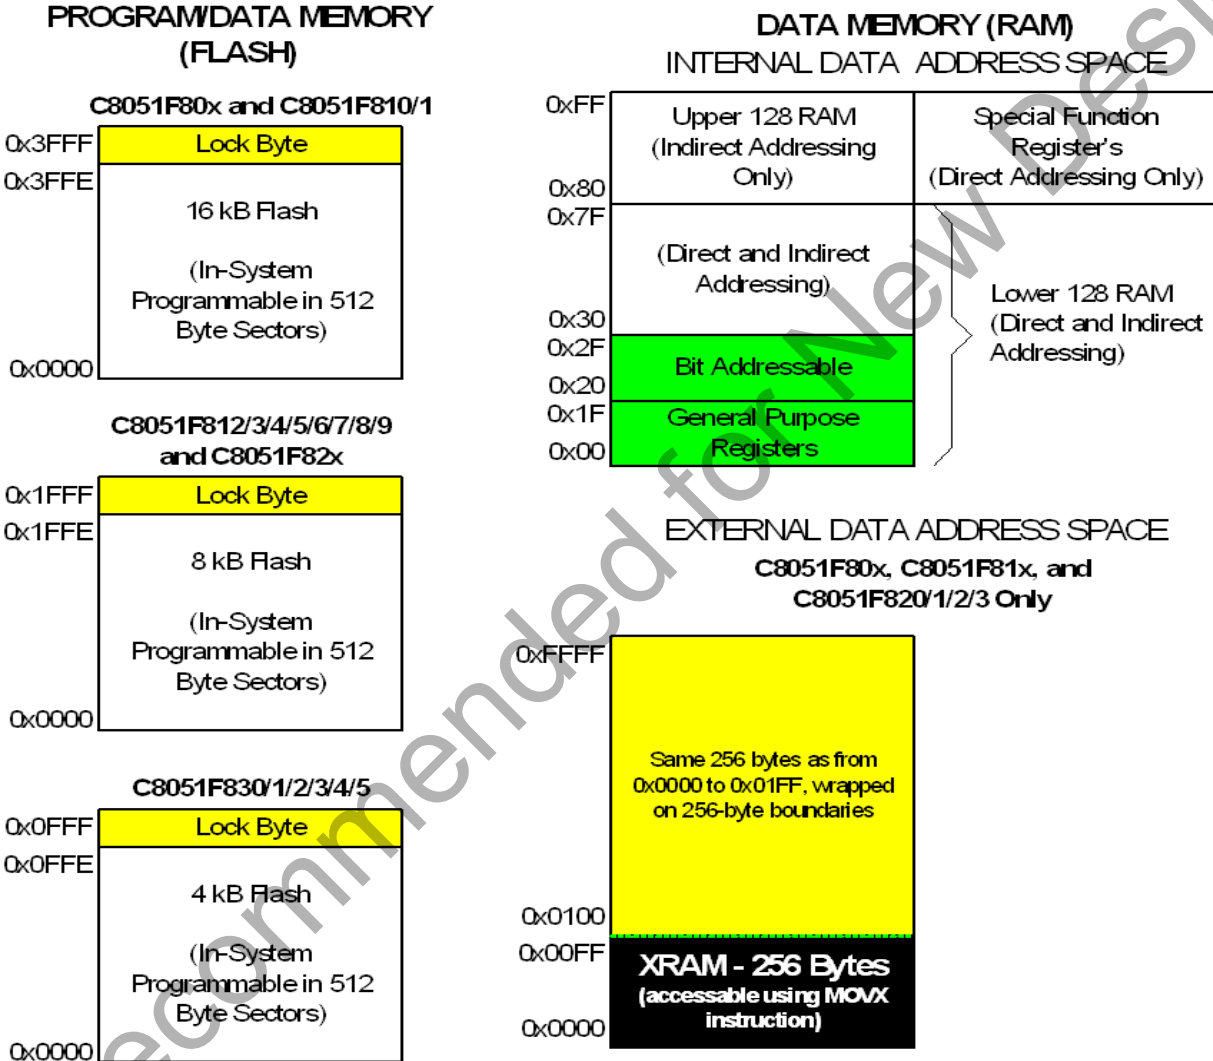 PROGRAM/DATA MEMORY
(FLASH)
C8051F80x and C8051F810/1
0x3FFF
Lock Byte
0x3FFE
16 kB Flash
(In-System
Programmable in 512
Byte Sectors)
0x0000
C8051F812/3/4/5/6/7/8/9
and C8051F82x
0x1FFF
Lock Byte
0x1FFE
8 kB Flash
(In-System
Programmable in 512
Byte Sectors)
0x0000
C8051F830/1/2/3/4/5
0x0FFF
Lock Byte
0x0FFE
4 kB Flash
(In-System
Programmable in 512
Byte Sectors)
0x0000
DATA MEMORY (RAM)
INTERNAL DATA ADDRESS SPACE
0xFF
Upper 128 RAM
(Indirect Addressing
Only)
0x80
Special Function
Register's
(Direct Addressing Only)
0x7F
(Direct and Indirect
Addressing)
0x30
Lower 128 RAM
(Direct and Indirect
Addressing)
0x2F
Bit Addressable
0x20
0x1F
General Purpose
Registers
0x00
EXTERNAL DATA ADDRESS SPACE
C8051F80x, C8051F81x, and
C8051F820/1/2/3 Only
0xFFFF
Same 256 bytes as from
0x0000 to 0x01FF, wrapped
on 256-byte boundaries
0x0100
0x00FF
XRAM - 256 Bytes
(accessable using MOVX
instruction)
0x0000
ecommended for New Desi